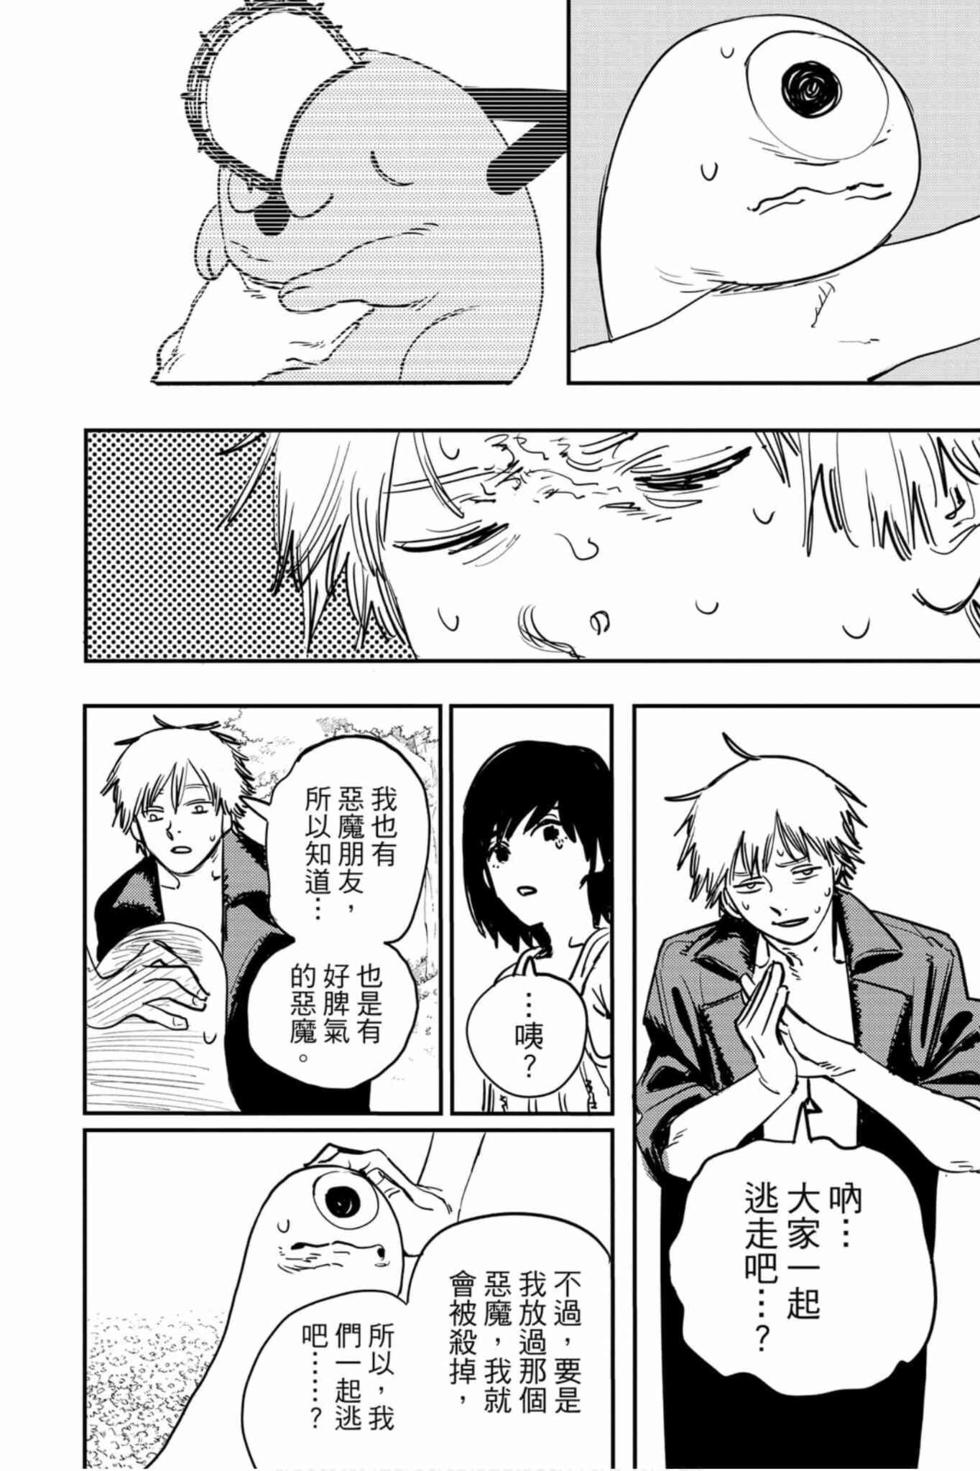 吶…
大家一起
逃走吧…？
…咦？
我也有
惡魔朋友，
所以知道…
也是有
好脾氣
的惡魔。
不過，要是
我放過那個
惡魔，我就
會被殺掉，
所以，我
們一起逃
吧……？